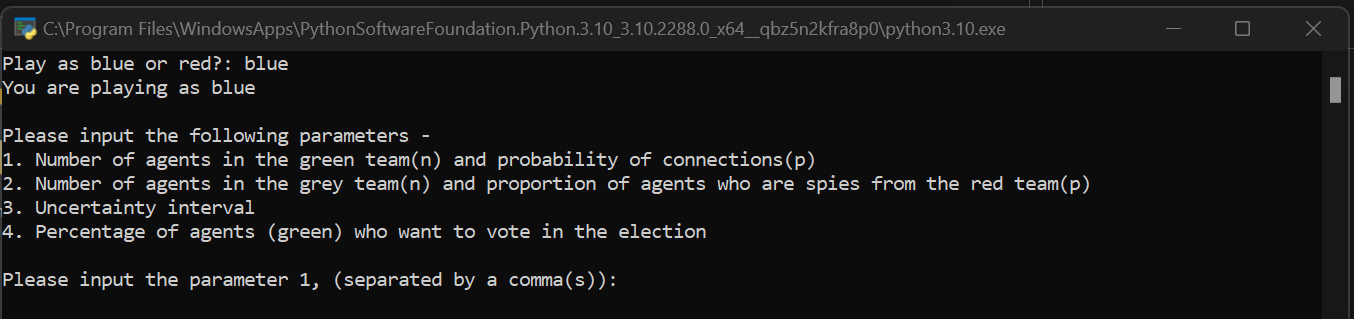 C:\Program Files\WindowsApps\PythonSoftwareFoundation.Python.3.10_3.10.2288.0_x64__qbz5n2kfra8p0\python3.10.exe
Play as blue or red?: blue
You are playing as blue
Please input the following parameters -
1. Number of agents in the green team(n) and probability of connections(p)
2. Number of agents in the grey team(n) and proportion of agents who are spies from the red team(p)
3. Uncertainty interval
4. Percentage of agents (green) who want to vote in the election
Please input the parameter 1, (separated by a comma(s)):